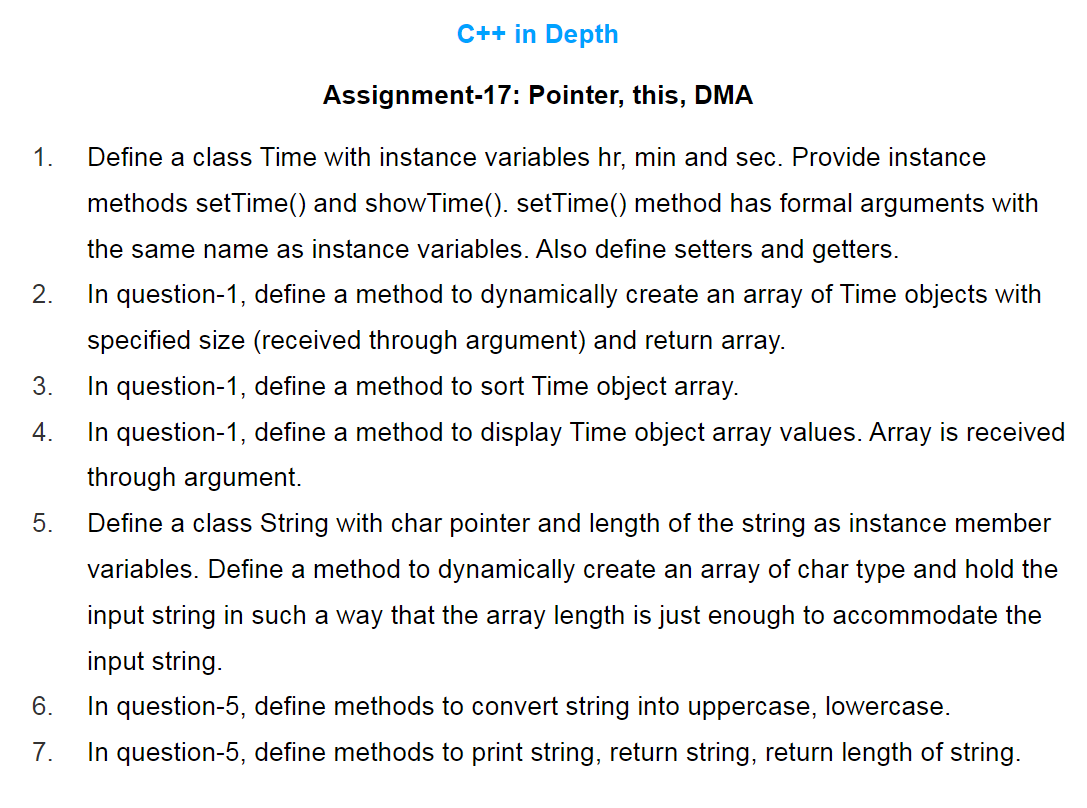 C++ in Depth
Assignment-17: Pointer, this, DMA
1. Define a class Time with instance variables hr, min and sec. Provide instance
methods setTime() and showTime(). setTime() method has formal arguments with
the same name as instance variables. Also define setters and getters.
2. In question-1, define a method to dynamically create an array of Time objects with
specified size (received through argument) and return array.
3. In question-1, define a method to sort Time object array.
4. In question-1, define a method to display Time object array values. Array is received
through argument.
5. Define a class String with char pointer and length of the string as instance member
variables. Define a method to dynamically create an array of char type and hold the
input string in such a way that the array length is just enough to accommodate the
input string.
6. In question-5, define methods to convert string into uppercase, lowercase.
7. In question-5, define methods to print string, return string, return length of string.